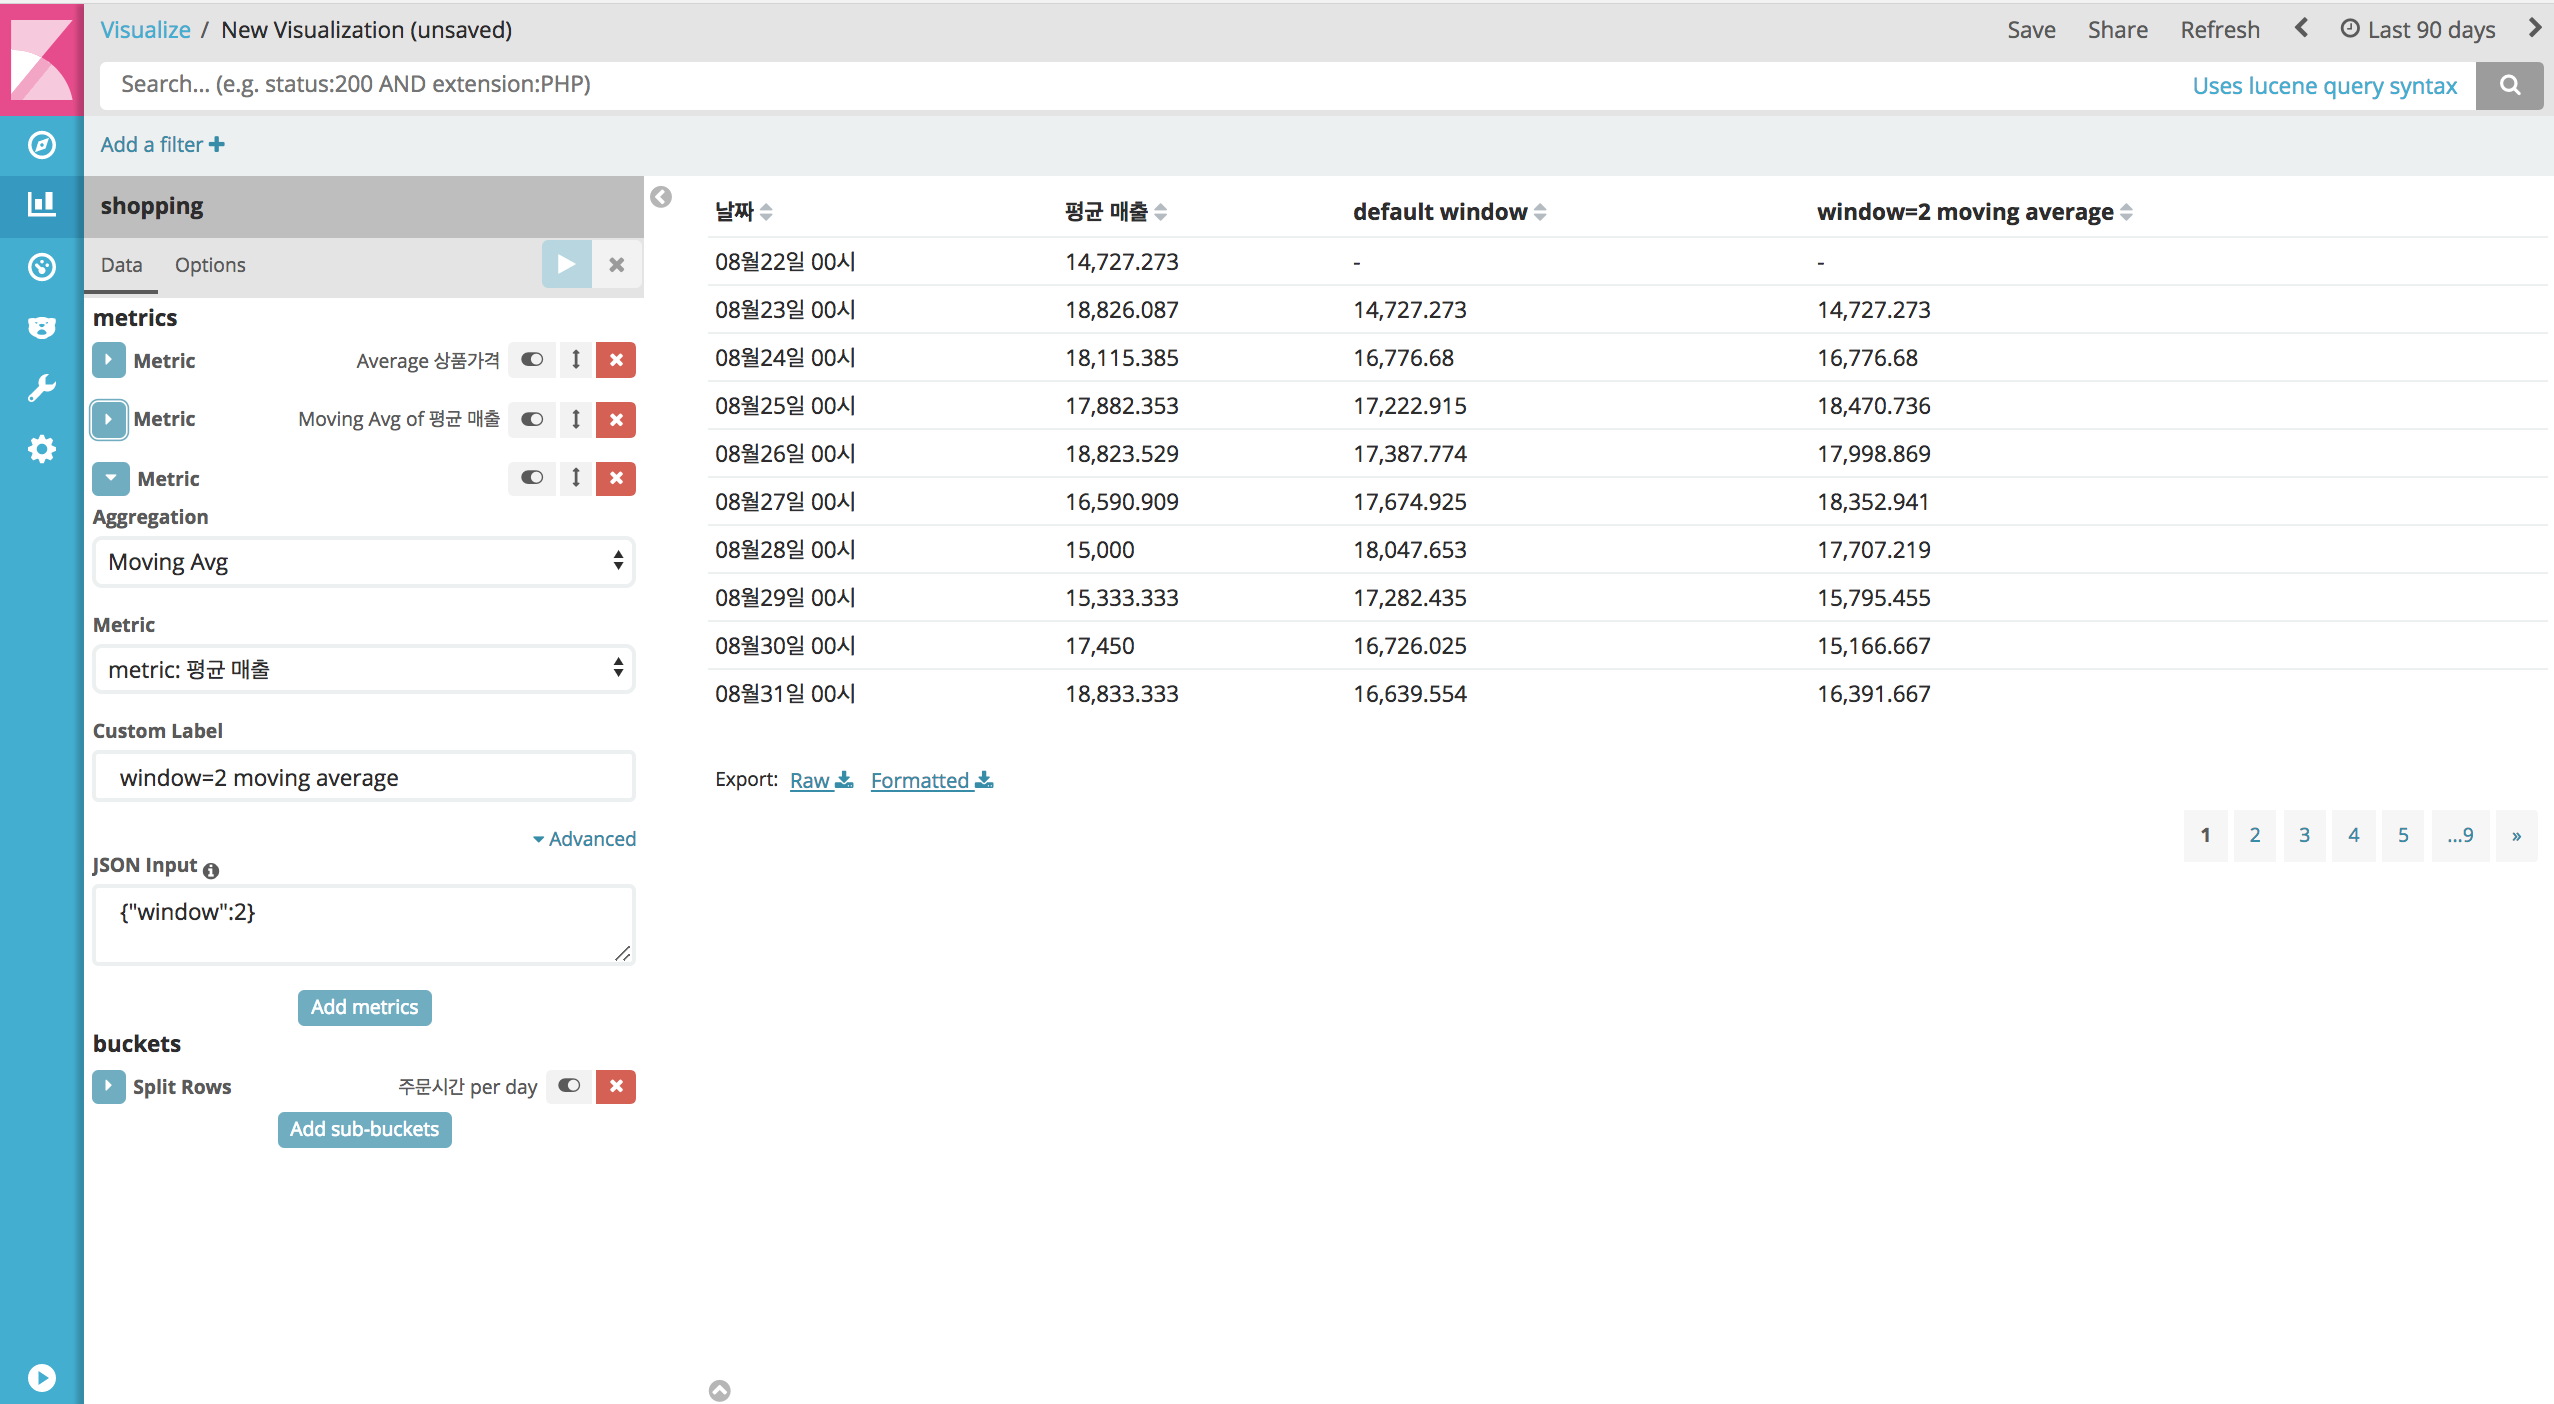 Visualize / New Visualization (unsaved)
Save Share Refresh Last 90 days
Search... (e.g. status:200 AND extension:PHP)
Uses lucene query syntax
Add a filter
shopping
Data Options
metrics
Metric Average 상품가격
Metric Moving Avg of 평균 매출
Metric
Aggregation
Moving Avg
Metric
metric: 평균 매출
Custom Label
window=2 moving average
Advanced
JSON Input
{"window":2}
Add metrics
buckets
Split Rows 주문시간 per day
Add sub-buckets
날짜 평균 매출 default window window=2 moving average
08월22일 00시 14,727.273 - -
08월23일 00시 18,826.087 14,727.273 14,727.273
08월24일 00시 18,115.385 16,776.68 16,776.68
08월25일 00시 17,882.353 17,222.915 18,470.736
08월26일 00시 18,823.529 17,387.774 17,998.869
08월27일 00시 16,590.909 17,674.925 18,352.941
08월28일 00시 15,000 18,047.653 17,707.219
08월29일 00시 15,333.333 17,282.435 15,795.455
08월30일 00시 17,450 16,726.025 15,166.667
08월31일 00시 18,833.333 16,639.554 16,391.667
Export: Raw Formatted
1 2 3 4 5 ...9 »